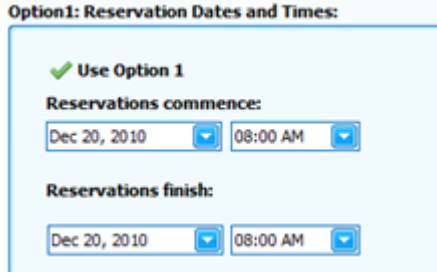 Option1: Reservation Dates and Times:
Use Option 1
Reservations commence:
Dec 20, 2010 08:00 AM
Reservations finish:
Dec 20, 2010 08:00 AM